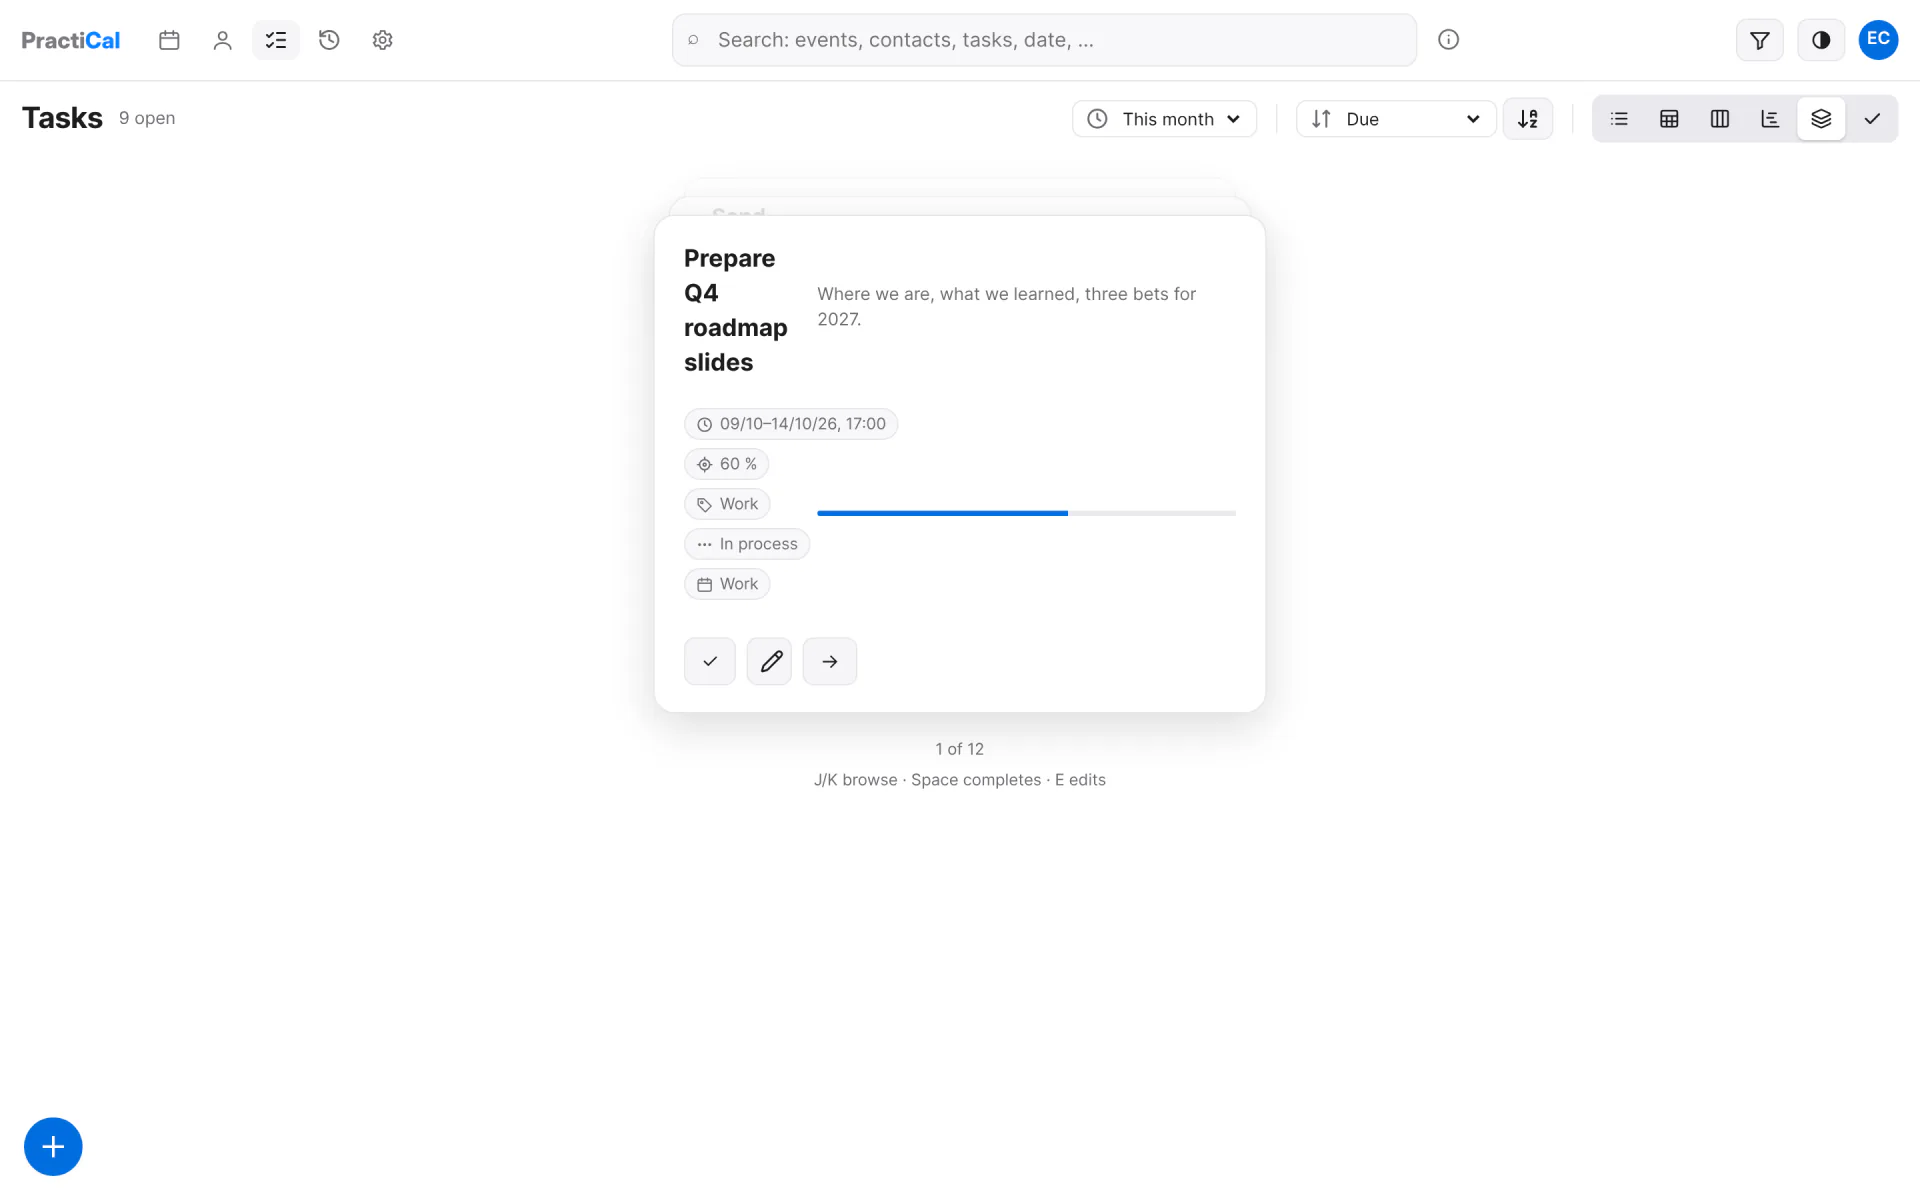 PractiCal
Search: events, contacts, tasks, date, ...
EC
Tasks 9 open
This month
Due
Prepare Q4 roadmap slides
Where we are, what we learned, three bets for
2027.
09/10–14/10/26, 17:00
60 %
Work
In process
Work
1 of 12
J/K browse · Space completes · E edits